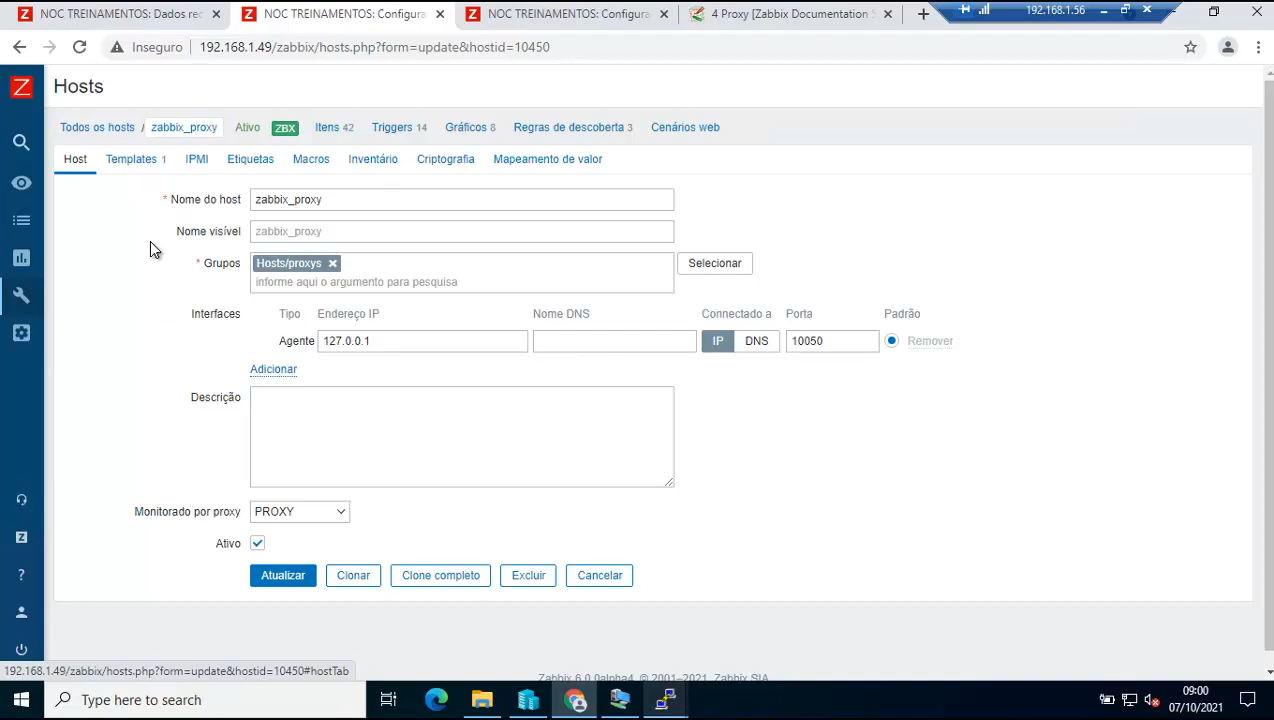 NOC TREINAMENTOS: Dados rec
NOC TREINAMENTOS: Configura
NOC TREINAMENTOS: Configura
4 Proxy [Zabbix Documentation 5
192.168.1.56
Inseguro
192.168.1.49/zabbix/hosts.php?form=update&hostid=10450
Z
Hosts
Todos os hosts / zabbix_proxy Ativo ZBX Itens 42 Triggers 14 Gráficos 8 Regras de descoberta 3 Cenários web
Host Templates 1 IPMI Etiquetas Macros Inventário Criptografia Mapeamento de valor
* Nome do host zabbix_proxy
Nome visível zabbix_proxy
* Grupos Hosts/proxys Selecionar
informe aqui o argumento para pesquisa
Interfaces Tipo Endereço IP Nome DNS Conectado a Porta Padrão
Agente 127.0.0.1 IP DNS 10050 Remover
Adicionar
Descrição
Monitorado por proxy PROXY
Ativo
Atualizar Clonar Clone completo Excluir Cancelar
Z
?
192.168.1.49/zabbix/hosts.php?form=update&hostid=10450#hostTab
Zabbix 6.0.0alpha4. © 2001–2021, Zabbix SIA
Type here to search
09:00
07/10/2021